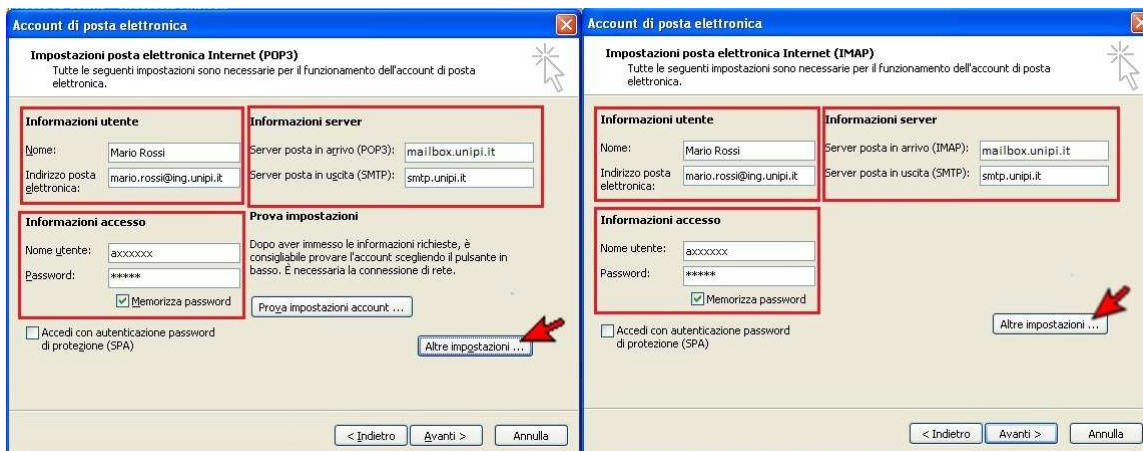 Account di posta elettronica
Impostazioni posta elettronica Internet (POP3)
Tutte le seguenti impostazioni sono necessarie per il funzionamento dell'account di posta
elettronica.
Informazioni utente
Nome:
Mario Rossi
Indirizzo posta
elettronica:
mario.rossi@ing.unipi.it
Informazioni server
Server posta in arrivo (POP3):
mailbox.unipi.it
Server posta in uscita (SMTP):
smtp.unipi.it
Informazioni accesso
Nome utente:
axxxxxx
Password:
*****
Memorizza password
Accedi con autenticazione password
di protezione (SPA)
Prova impostazioni
Dopo aver immesso le informazioni richieste, è
consigliabile provare l'account scegliendo il pulsante in
basso. È necessaria la connessione di rete.
Prova impostazioni account ...
Altre impostazioni ...
< Indietro
Avanti >
Annulla
Account di posta elettronica
Impostazioni posta elettronica Internet (IMAP)
Tutte le seguenti impostazioni sono necessarie per il funzionamento dell'account di posta
elettronica.
Informazioni utente
Nome:
Mario Rossi
Indirizzo posta
elettronica:
mario.rossi@ing.unipi.it
Informazioni server
Server posta in arrivo (IMAP):
mailbox.unipi.it
Server posta in uscita (SMTP):
smtp.unipi.it
Informazioni accesso
Nome utente:
axxxxxx
Password:
*****
Memorizza password
Accedi con autenticazione password
di protezione (SPA)
Altre impostazioni ...
< Indietro
Avanti >
Annulla